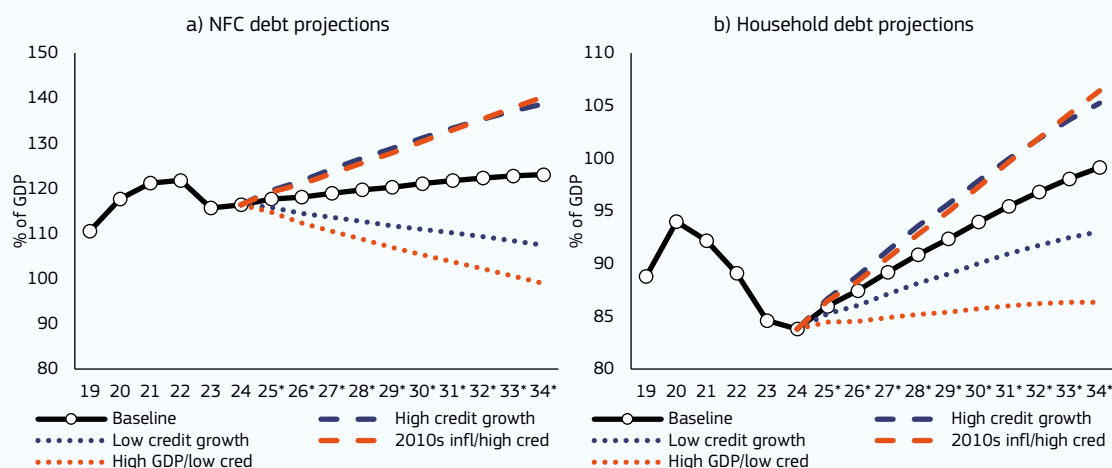 a) NFC debt projections
% of GDP
150
140
130
120
110
100
90
80
19 20 21 22 23 24 25* 26* 27* 28* 29* 30* 31* 32* 33* 34*
Baseline
High credit growth
Low credit growth
2010s infl/high cred
High GDP/low cred
b) Household debt projections
% of GDP
110
105
100
95
90
85
80
19 20 21 22 23 24 25* 26* 27* 28* 29* 30* 31* 32* 33* 34*
Baseline
High credit growth
Low credit growth
2010s infl/high cred
High GDP/low cred